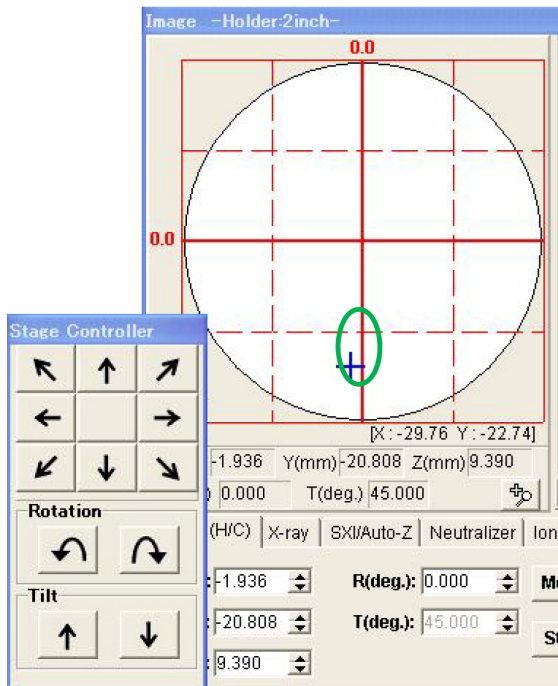 Image -Holder:2inch-
0.0
0.0
[X:-29.76 Y:-22.74]
-1.936 Y(mm) -20.808 Z(mm) 9.390
) 0.000 T(deg.) 45.000
Stage Controller
Rotation
Tilt
(H/C) X-ray SXI/Auto-Z Neutralizer Ion
: -1.936 R(deg.): 0.000
: -20.808 T(deg.): 45.000
: 9.390